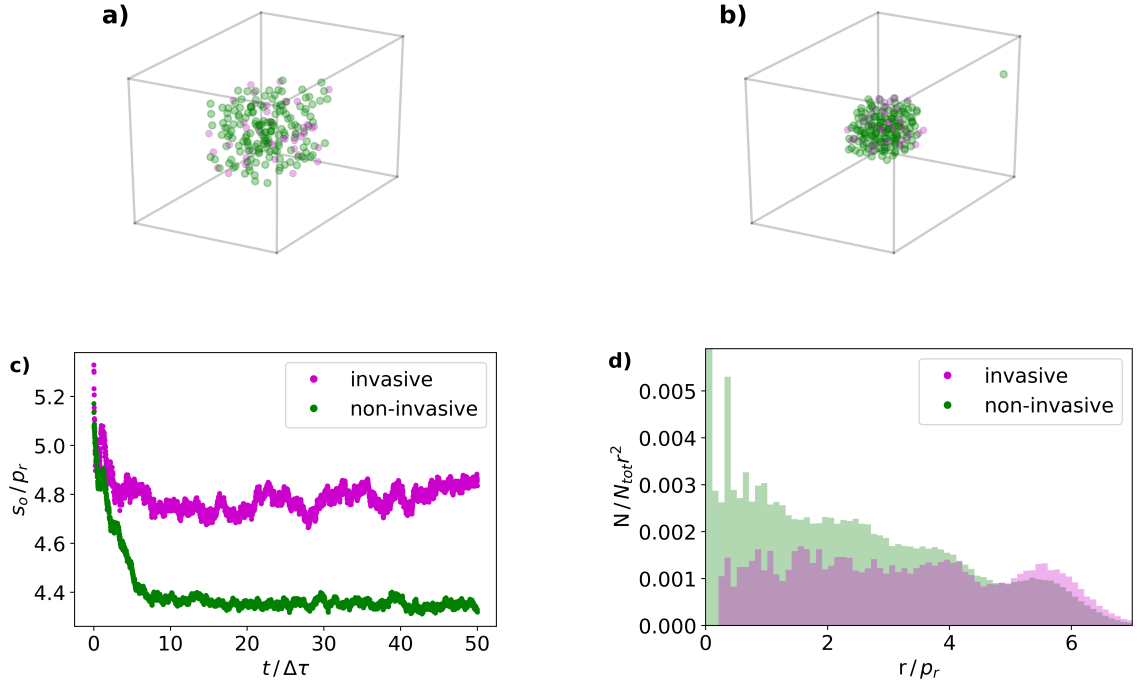 a)
b)
c)
invasive
non-invasive
5.2
5.0
4.8
4.6
4.4
s_o / p_r
0
10
20
30
40
50
t / Δτ
d)
invasive
non-invasive
0.005
0.004
0.003
0.002
0.001
0.000
N / N_tot r²
0
2
4
6
r / p_r